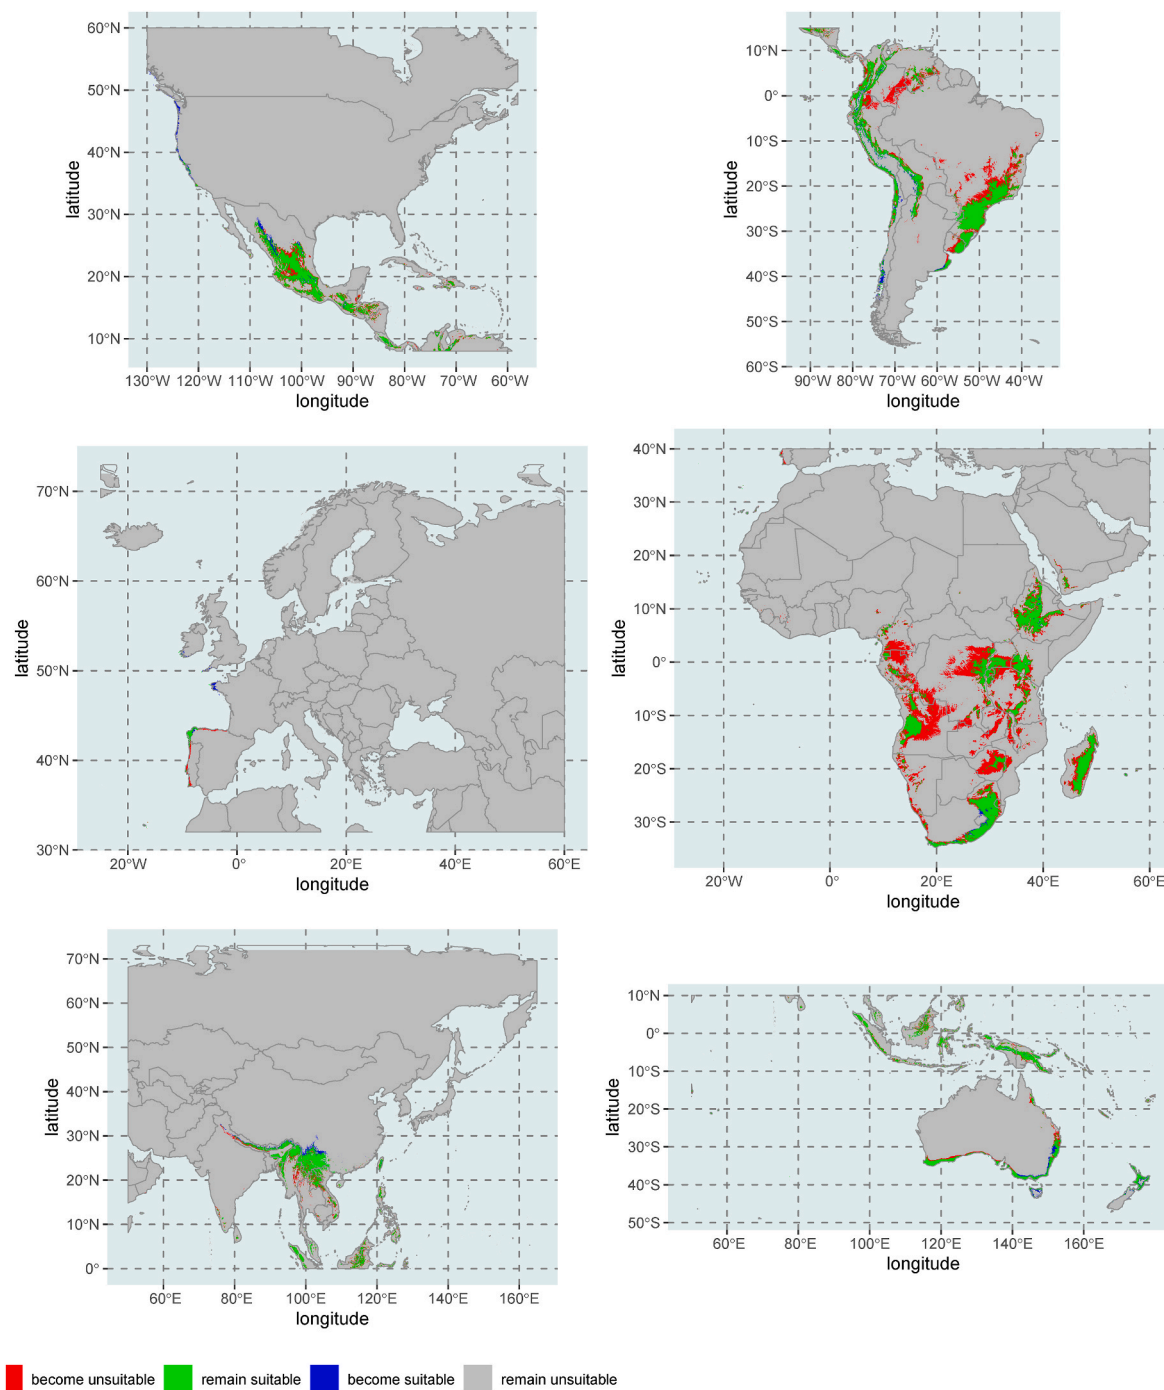 60°N
50°N
40°N
30°N
20°N
10°N
latitude
130°W 120°W 110°W 100°W 90°W 80°W 70°W 60°W
longitude
10°N
0°
10°S
20°S
30°S
40°S
50°S
60°S
latitude
90°W 80°W 70°W 60°W 50°W 40°W
longitude
70°N
60°N
50°N
40°N
30°N
latitude
20°W 0° 20°E 40°E 60°E
longitude
40°N
30°N
20°N
10°N
0°
10°S
20°S
30°S
latitude
20°W 0° 20°E 40°E 60°E
longitude
70°N
60°N
50°N
40°N
30°N
20°N
10°N
0°
latitude
60°E 80°E 100°E 120°E 140°E 160°E
longitude
10°N
0°
10°S
20°S
30°S
40°S
50°S
latitude
60°E 80°E 100°E 120°E 140°E 160°E
longitude
become unsuitable remain suitable become suitable remain unsuitable